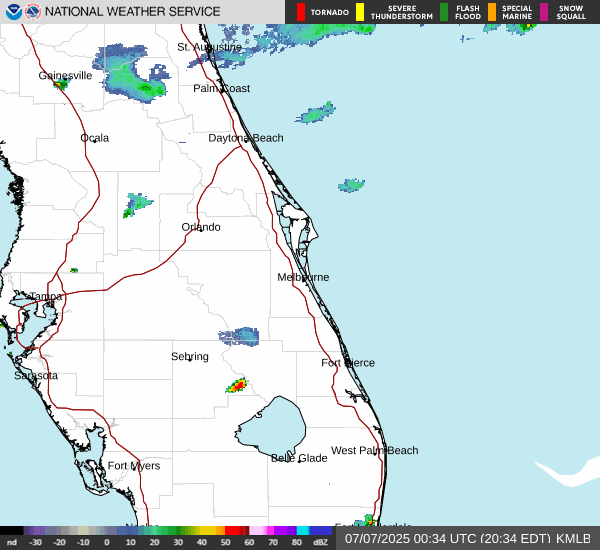 NATIONAL WEATHER SERVICE
TORNADO
SEVERE
THUNDERSTORM
FLASH
FLOOD
SPECIAL
MARINE
SNOW
SQUALL
St. Augustine
Gainesville
Palm Coast
Ocala
Daytona Beach
Orlando
Melbourne
Tampa
Sebring
Fort Pierce
Sarasota
West Palm Beach
Belle Glade
Fort Myers
nd -30 -20 -10 0 10 20 30 40 50 60 70 80 dBZ
07/07/2025 00:34 UTC (20:34 EDT) KMLB